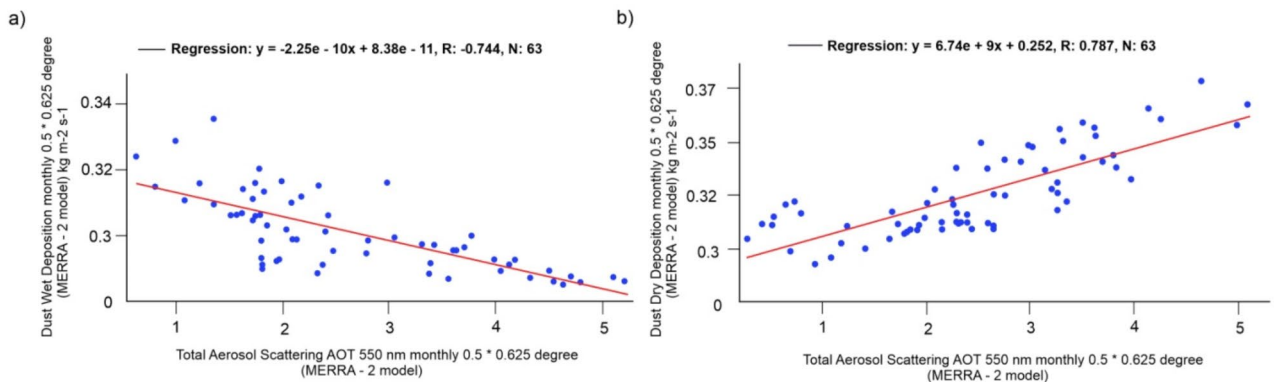 a)
Regression: y = -2.25e - 10x + 8.38e - 11, R: -0.744, N: 63
Dust Wet Deposition monthly 0.5 * 0.625 degree
(MERRA - 2 model) kg m-2 s-1
0.34
0.32
0.3
0
1 2 3 4 5
Total Aerosol Scattering AOT 550 nm monthly 0.5 * 0.625 degree
(MERRA - 2 model)
b)
Regression: y = 6.74e + 9x + 0.252, R: 0.787, N: 63
Dust Dry Deposition monthly 0.5 * 0.625 degree
(MERRA - 2 model) kg m-2 s-1
0.37
0.35
0.32
0.3
0
1 2 3 4 5
Total Aerosol Scattering AOT 550 nm monthly 0.5 * 0.625 degree
(MERRA - 2 model)